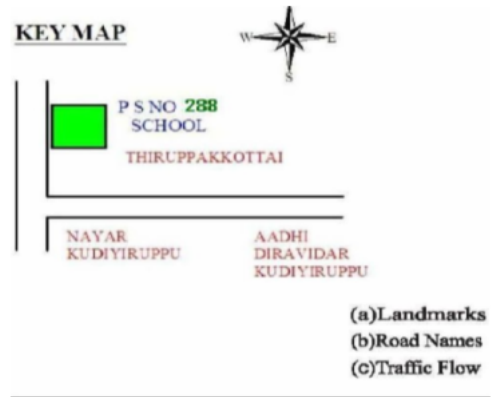 KEY MAP
W E
S
P S NO 288
SCHOOL
THIRUPPAKKOTTAI
NAYAR
KUDIYIRUPPU
AADHI
DIRAVIDAR
KUDIYIRUPPU
(a)Landmarks
(b)Road Names
(c)Traffic Flow